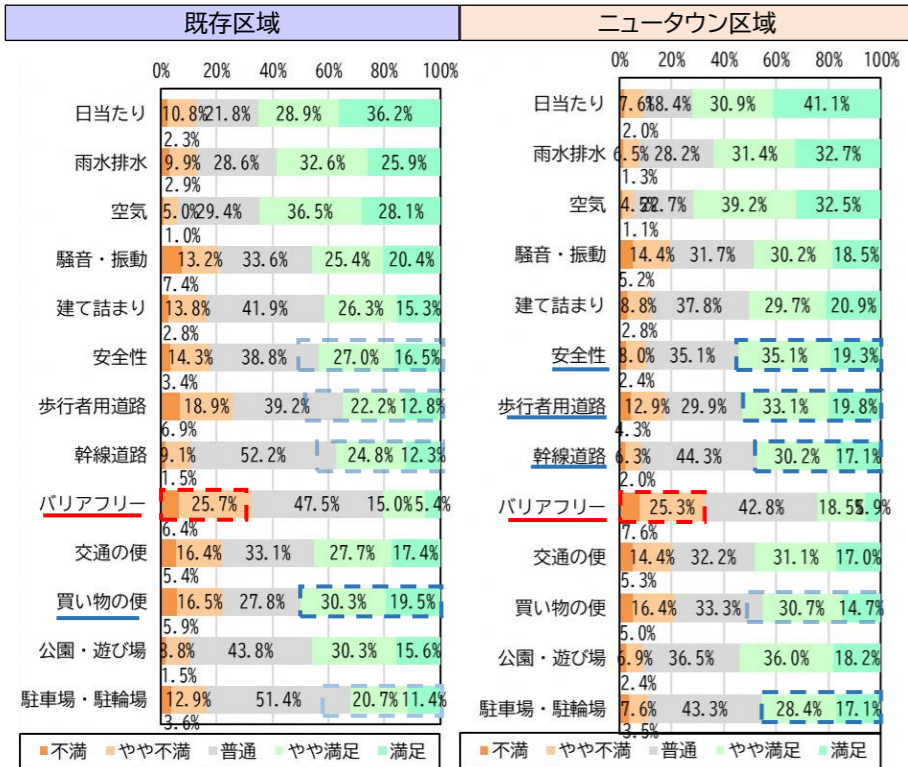 既存区域
0% 20% 40% 60% 80% 100%
日当たり 10.8% 21.8% 28.9% 36.2%
2.3%
雨水排水 9.9% 28.6% 32.6% 25.9%
2.9%
空気 5.0% 29.4% 36.5% 28.1%
1.0%
騒音・振動 13.2% 33.6% 25.4% 20.4%
7.4%
建て詰まり 13.8% 41.9% 26.3% 15.3%
2.8%
安全性 14.3% 38.8% 27.0% 16.5%
3.4%
歩行者用道路 18.9% 39.2% 22.2% 12.8%
6.9%
幹線道路 9.1% 52.2% 24.8% 12.3%
1.5%
バリアフリー 25.7% 47.5% 15.0% 5.4%
6.4%
交通の便 16.4% 33.1% 27.7% 17.4%
5.4%
買い物の便 16.5% 27.8% 30.3% 19.5%
5.9%
公園・遊び場 8.8% 43.8% 30.3% 15.6%
1.5%
駐車場・駐輪場 12.9% 51.4% 20.7% 11.4%
3.6%
■不満 ■やや不満 ■普通 ■やや満足 ■満足
ニュータウン区域
0% 20% 40% 60% 80% 100%
日当たり 7.6% 18.4% 30.9% 41.1%
2.0%
雨水排水 6.5% 28.2% 31.4% 32.7%
1.3%
空気 4.5% 22.7% 39.2% 32.5%
1.1%
騒音・振動 14.4% 31.7% 30.2% 18.5%
5.2%
建て詰まり 8.8% 37.8% 29.7% 20.9%
2.8%
安全性 8.0% 35.1% 35.1% 19.3%
2.4%
歩行者用道路 12.9% 29.9% 33.1% 19.8%
4.3%
幹線道路 6.3% 44.3% 30.2% 17.1%
2.0%
バリアフリー 25.3% 42.8% 18.5% 5.9%
7.6%
交通の便 14.4% 32.2% 31.1% 17.0%
5.3%
買い物の便 16.4% 33.3% 30.7% 14.7%
5.0%
公園・遊び場 6.9% 36.5% 36.0% 18.2%
2.4%
駐車場・駐輪場 7.6% 43.3% 28.4% 17.1%
3.5%
■不満 ■やや不満 ■普通 ■やや満足 ■満足